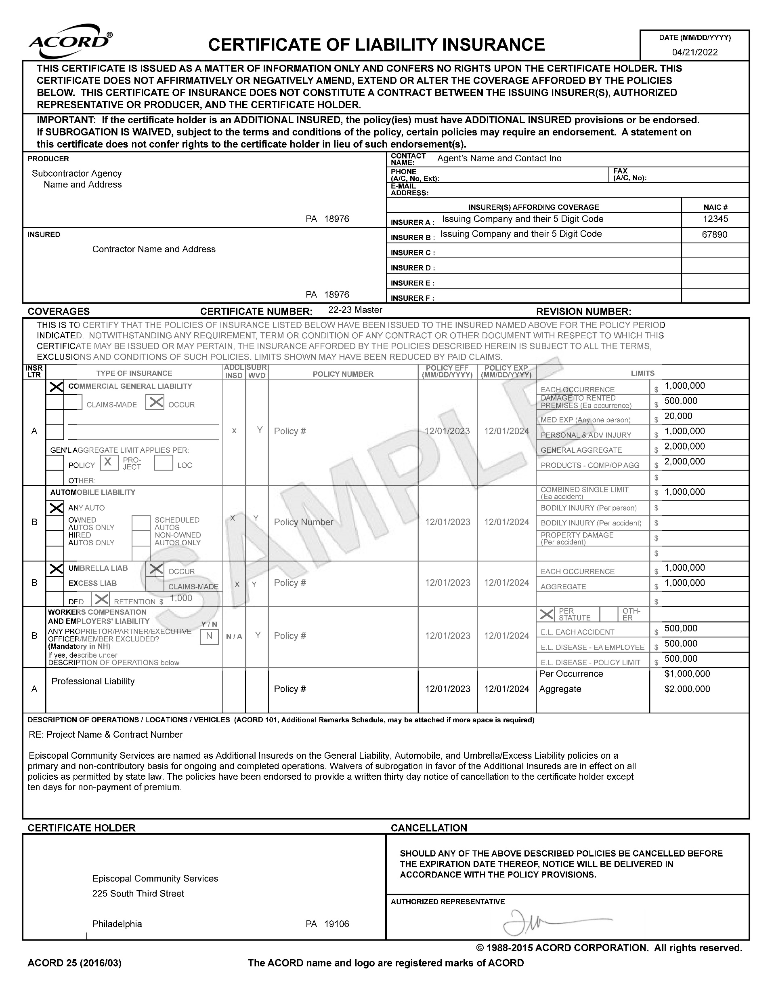 ACORD®
CERTIFICATE OF LIABILITY INSURANCE
DATE (MM/DD/YYYY)
04/21/2022
THIS CERTIFICATE IS ISSUED AS A MATTER OF INFORMATION ONLY AND CONFERS NO RIGHTS UPON THE CERTIFICATE HOLDER. THIS
CERTIFICATE DOES NOT AFFIRMATIVELY OR NEGATIVELY AMEND, EXTEND OR ALTER THE COVERAGE AFFORDED BY THE POLICIES
BELOW. THIS CERTIFICATE OF INSURANCE DOES NOT CONSTITUTE A CONTRACT BETWEEN THE ISSUING INSURER(S), AUTHORIZED
REPRESENTATIVE OR PRODUCER, AND THE CERTIFICATE HOLDER.
IMPORTANT: If the certificate holder is an ADDITIONAL INSURED, the policy(ies) must have ADDITIONAL INSURED provisions or be endorsed.
If SUBROGATION IS WAIVED, subject to the terms and conditions of the policy, certain policies may require an endorsement. A statement on
this certificate does not confer rights to the certificate holder in lieu of such endorsement(s).
PRODUCER
Subcontractor Agency
Name and Address
PA 18976
CONTACT NAME: Agent's Name and Contact Ino
PHONE (A/C, No, Ext):
FAX (A/C, No):
E-MAIL ADDRESS:
INSURER(S) AFFORDING COVERAGE NAIC #
INSURER A : Issuing Company and their 5 Digit Code 12345
INSURED
Contractor Name and Address
PA 18976
INSURER B : Issuing Company and their 5 Digit Code 67890
INSURER C :
INSURER D :
INSURER E :
INSURER F :
COVERAGES CERTIFICATE NUMBER: 22-23 Master REVISION NUMBER:
THIS IS TO CERTIFY THAT THE POLICIES OF INSURANCE LISTED BELOW HAVE BEEN ISSUED TO THE INSURED NAMED ABOVE FOR THE POLICY PERIOD
INDICATED. NOTWITHSTANDING ANY REQUIREMENT, TERM OR CONDITION OF ANY CONTRACT OR OTHER DOCUMENT WITH RESPECT TO WHICH THIS
CERTIFICATE MAY BE ISSUED OR MAY PERTAIN, THE INSURANCE AFFORDED BY THE POLICIES DESCRIBED HEREIN IS SUBJECT TO ALL THE TERMS,
EXCLUSIONS AND CONDITIONS OF SUCH POLICIES. LIMITS SHOWN MAY HAVE BEEN REDUCED BY PAID CLAIMS.
INSR LTR TYPE OF INSURANCE ADDL INSD SUBR WVD POLICY NUMBER POLICY EFF (MM/DD/YYYY) POLICY EXP (MM/DD/YYYY) LIMITS
SAMPLE
X COMMERCIAL GENERAL LIABILITY
CLAIMS-MADE X OCCUR
A x Y Policy # 12/01/2023 12/01/2024
GEN'L AGGREGATE LIMIT APPLIES PER:
POLICY X PRO-JECT LOC
OTHER:
EACH OCCURRENCE $ 1,000,000
DAMAGE TO RENTED PREMISES (Ea occurrence) $ 500,000
MED EXP (Any one person) $ 20,000
PERSONAL & ADV INJURY $ 1,000,000
GENERAL AGGREGATE $ 2,000,000
PRODUCTS - COMP/OP AGG $ 2,000,000
$
AUTOMOBILE LIABILITY
X ANY AUTO
OWNED AUTOS ONLY SCHEDULED AUTOS
HIRED AUTOS ONLY NON-OWNED AUTOS ONLY
B X Y Policy Number 12/01/2023 12/01/2024
COMBINED SINGLE LIMIT (Ea accident) $ 1,000,000
BODILY INJURY (Per person) $
BODILY INJURY (Per accident) $
PROPERTY DAMAGE (Per accident) $
$
X UMBRELLA LIAB X OCCUR
EXCESS LIAB CLAIMS-MADE
DED X RETENTION $ 1,000
B X Y Policy # 12/01/2023 12/01/2024
EACH OCCURRENCE $ 1,000,000
AGGREGATE $ 1,000,000
$
WORKERS COMPENSATION
AND EMPLOYERS' LIABILITY Y / N
ANY PROPRIETOR/PARTNER/EXECUTIVE
OFFICER/MEMBER EXCLUDED? N
(Mandatory in NH)
If yes, describe under
DESCRIPTION OF OPERATIONS below
B N / A Y Policy # 12/01/2023 12/01/2024
X PER STATUTE OTH-ER
E.L. EACH ACCIDENT $ 500,000
E.L. DISEASE - EA EMPLOYEE $ 500,000
E.L. DISEASE - POLICY LIMIT $ 500,000
A Professional Liability Policy # 12/01/2023 12/01/2024
Per Occurrence $1,000,000
Aggregate $2,000,000
DESCRIPTION OF OPERATIONS / LOCATIONS / VEHICLES (ACORD 101, Additional Remarks Schedule, may be attached if more space is required)
RE: Project Name & Contract Number
Episcopal Community Services are named as Additional Insureds on the General Liability, Automobile, and Umbrella/Excess Liability policies on a
primary and non-contributory basis for ongoing and completed operations. Waivers of subrogation in favor of the Additional Insureds are in effect on all
policies as permitted by state law. The policies have been endorsed to provide a written thirty day notice of cancellation to the certificate holder except
ten days for non-payment of premium.
CERTIFICATE HOLDER
Episcopal Community Services
225 South Third Street
Philadelphia PA 19106
CANCELLATION
SHOULD ANY OF THE ABOVE DESCRIBED POLICIES BE CANCELLED BEFORE
THE EXPIRATION DATE THEREOF, NOTICE WILL BE DELIVERED IN
ACCORDANCE WITH THE POLICY PROVISIONS.
AUTHORIZED REPRESENTATIVE
© 1988-2015 ACORD CORPORATION. All rights reserved.
ACORD 25 (2016/03) The ACORD name and logo are registered marks of ACORD